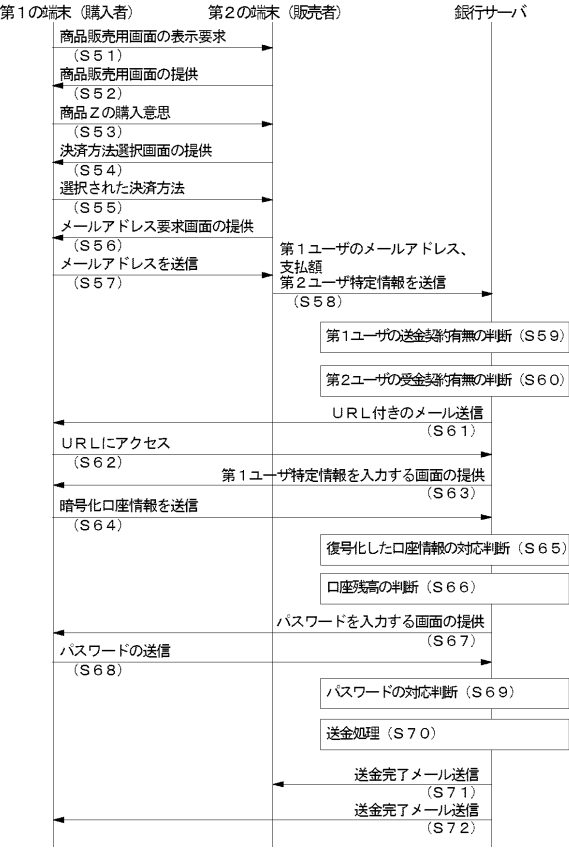 第1の端末（購入者）
第2の端末（販売者）
銀行サーバ
商品販売用画面の表示要求
（S51）
商品販売用画面の提供
（S52）
商品Zの購入意思
（S53）
決済方法選択画面の提供
（S54）
選択された決済方法
（S55）
メールアドレス要求画面の提供
（S56）
メールアドレスを送信
（S57）
第1ユーザのメールアドレス、
支払額
第2ユーザ特定情報を送信
（S58）
第1ユーザの送金契約有無の判断（S59）
第2ユーザの受金契約有無の判断（S60）
URL付きのメール送信
（S61）
URLにアクセス
（S62）
第1ユーザ特定情報を入力する画面の提供
（S63）
暗号化口座情報を送信
（S64）
復号化した口座情報の対応判断（S65）
口座残高の判断（S66）
パスワードを入力する画面の提供
（S67）
パスワードの送信
（S68）
パスワードの対応判断（S69）
送金処理（S70）
送金完了メール送信
（S71）
送金完了メール送信
（S72）